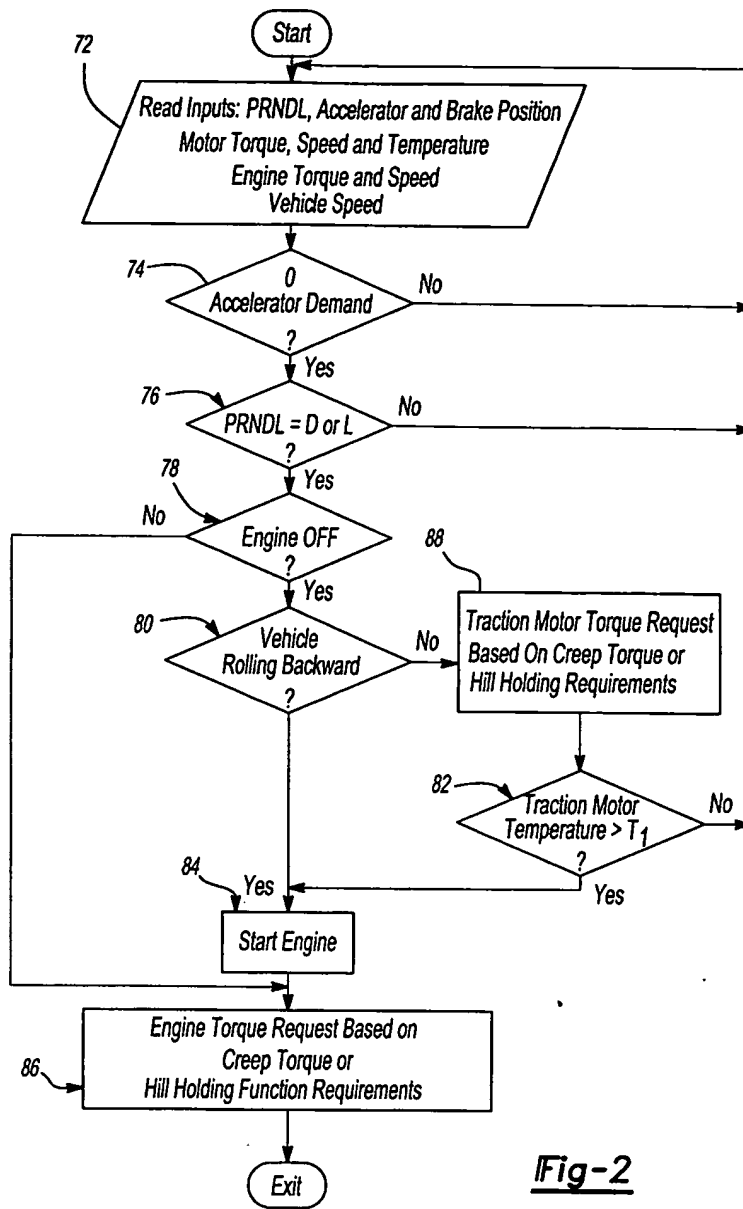 Start
72
Read Inputs: PRNDL, Accelerator and Brake Position
Motor Torque, Speed and Temperature
Engine Torque and Speed
Vehicle Speed
74
0
Accelerator Demand
?
No
Yes
76
PRNDL = D or L
?
No
Yes
78
No
Engine OFF
?
Yes
80
Vehicle
Rolling Backward
?
No
88
Traction Motor Torque Request
Based On Creep Torque or
Hill Holding Requirements
82
Traction Motor
Temperature > T1
?
No
Yes
84
Yes
Start Engine
86
Engine Torque Request Based on
Creep Torque or
Hill Holding Function Requirements
Exit
Fig-2